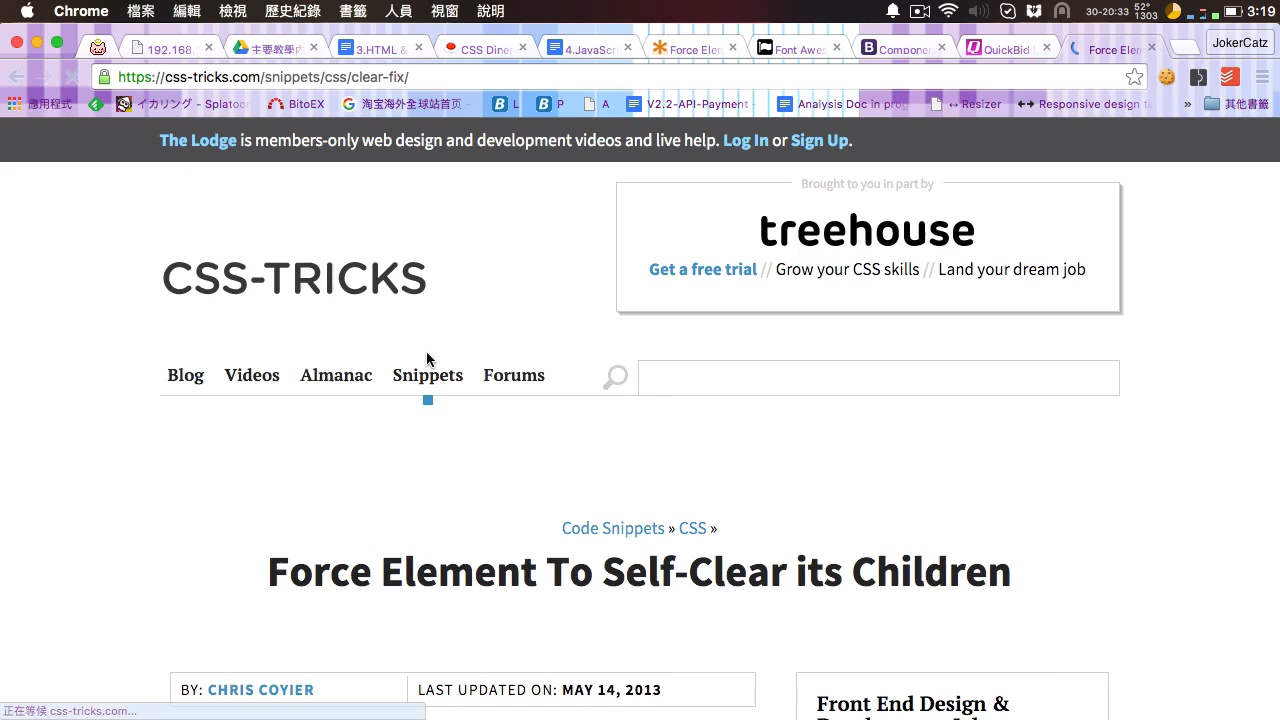 Chrome 檔案 編輯 檢視 歷史紀錄 書籤 人員 視窗 說明 30-20:33 52° 1303 3:19
192.168. 主要教學內 3.HTML & CSS Diner 4.JavaScr Force Elem Font Awes Compone QuickBid Force Elem JokerCatz
https://css-tricks.com/snippets/css/clear-fix/
應用程式 イカリング - Splatoo BitoEX 淘宝海外全球站首页 - L P A V2.2-API-Payment - Analysis Doc in prog ↔ Resizer Responsive design te » 其他書籤
The Lodge is members-only web design and development videos and live help. Log In or Sign Up.
Brought to you in part by
treehouse
Get a free trial // Grow your CSS skills // Land your dream job
CSS-TRICKS
Blog Videos Almanac Snippets Forums
Code Snippets » CSS »
Force Element To Self-Clear its Children
BY: CHRIS COYIER LAST UPDATED ON: MAY 14, 2013
Front End Design &
正在等候 css-tricks.com...